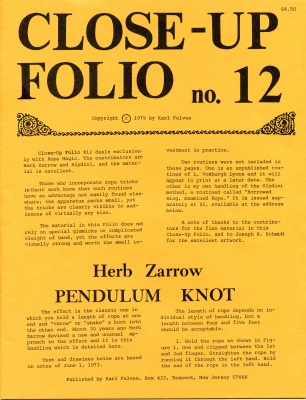 $4.50
CLOSE-UP
FOLIO no. 12
Copyright © 1979 by Karl Fulves
Close-Up Folio #12 deals exclusive-
ly with Rope Magic. The contributors are
Herb Zarrow and Slydini, and the mater-
ial is excellent.
Those who incorporate rope tricks
in their work know that such routines
have an advantage not easily found else-
where: the apparatus packs small, yet
the tricks are clearly visible to aud-
iences of virtually any size.
The material in this Folio does not
rely on special gimmicks or complicated
sleight of hand, yet the effects are
visually strong and worth the small in-
vestment in practice.
Two routines were not included in
these pages. One is an unpublished rou-
tine of L. Vosburgh Lyons and it will
appear in print at a later date. The
other is my own handling of the Slydini
method, a routine called "Borrowed
Ring, Examined Rope." It is issued sep-
arately at $1, available at the address
below.
A note of thanks to the contribu-
tors for the fine material in this
Close-Up Folio, and to Joseph K. Schmidt
for the excellent artwork.
Herb Zarrow
PENDULUM KNOT
The effect is the classic one in
which you hold a length of rope at one
end and "throw" or "shake" a knot into
the other end. About 30 years ago Herb
Zarrow devised a new and unusual ap-
proach to the effect and it is this
handling which is detailed here.
Text and drawings below are based
on notes of June 1, 1973.
The length of rope depends on in-
dividual style of handling, but a
length between four and five feet
should be acceptable.
1. Hold the rope as shown in Fig-
ure 1, one end clipped between the 1st
and 2nd finger. Straighten the rope by
running it through the left hand. Hold
the end of the rope in the left hand.
Published by Karl Fulves, Box 433, Teaneck, New Jersey 07666